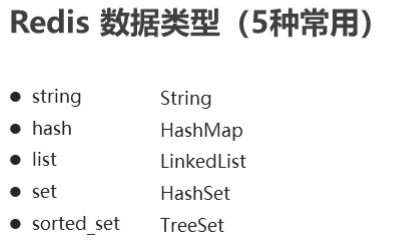 Redis 数据类型（5种常用）
● string String
● hash HashMap
● list LinkedList
● set HashSet
● sorted_set TreeSet